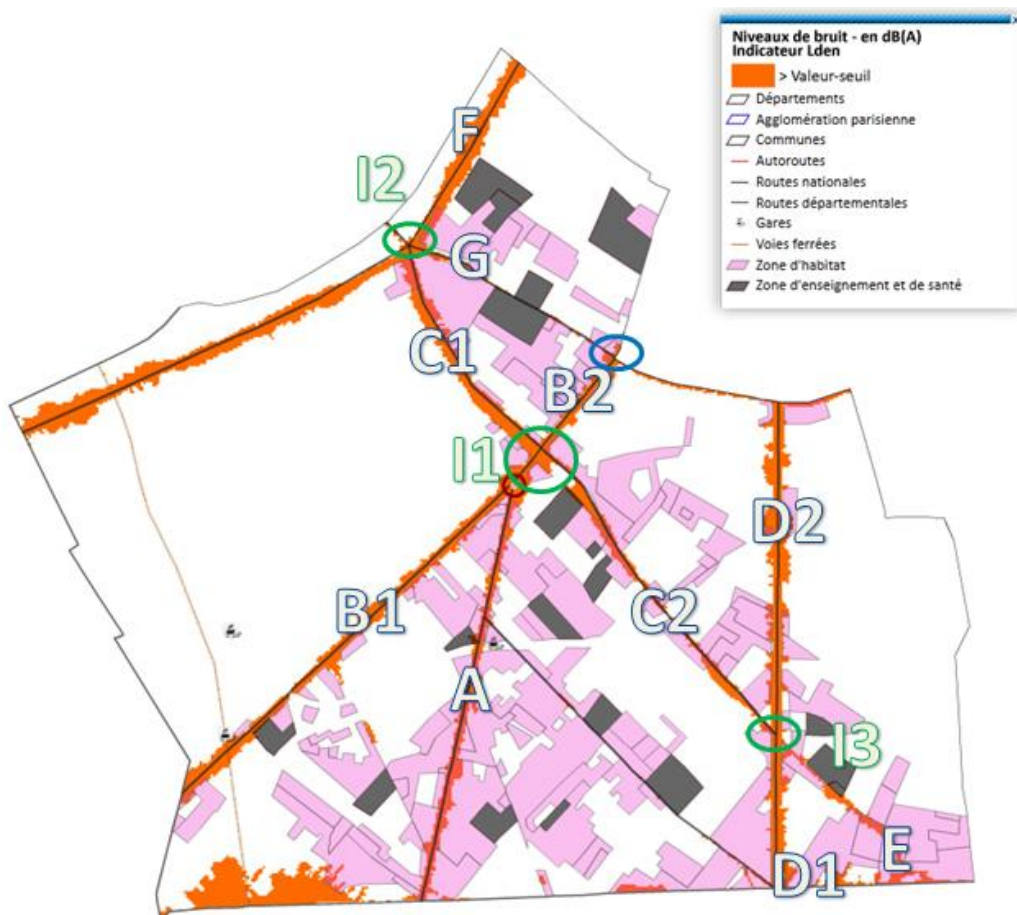 Niveaux de bruit - en dB(A)
Indicateur Lden
> Valeur-seuil
Départements
Agglomération parisienne
Communes
Autoroutes
Routes nationales
Routes départementales
Gares
Voies ferrées
Zone d'habitat
Zone d'enseignement et de santé
F
I2
G
C1
B2
I1
D2
B1
C2
A
I3
E
D1